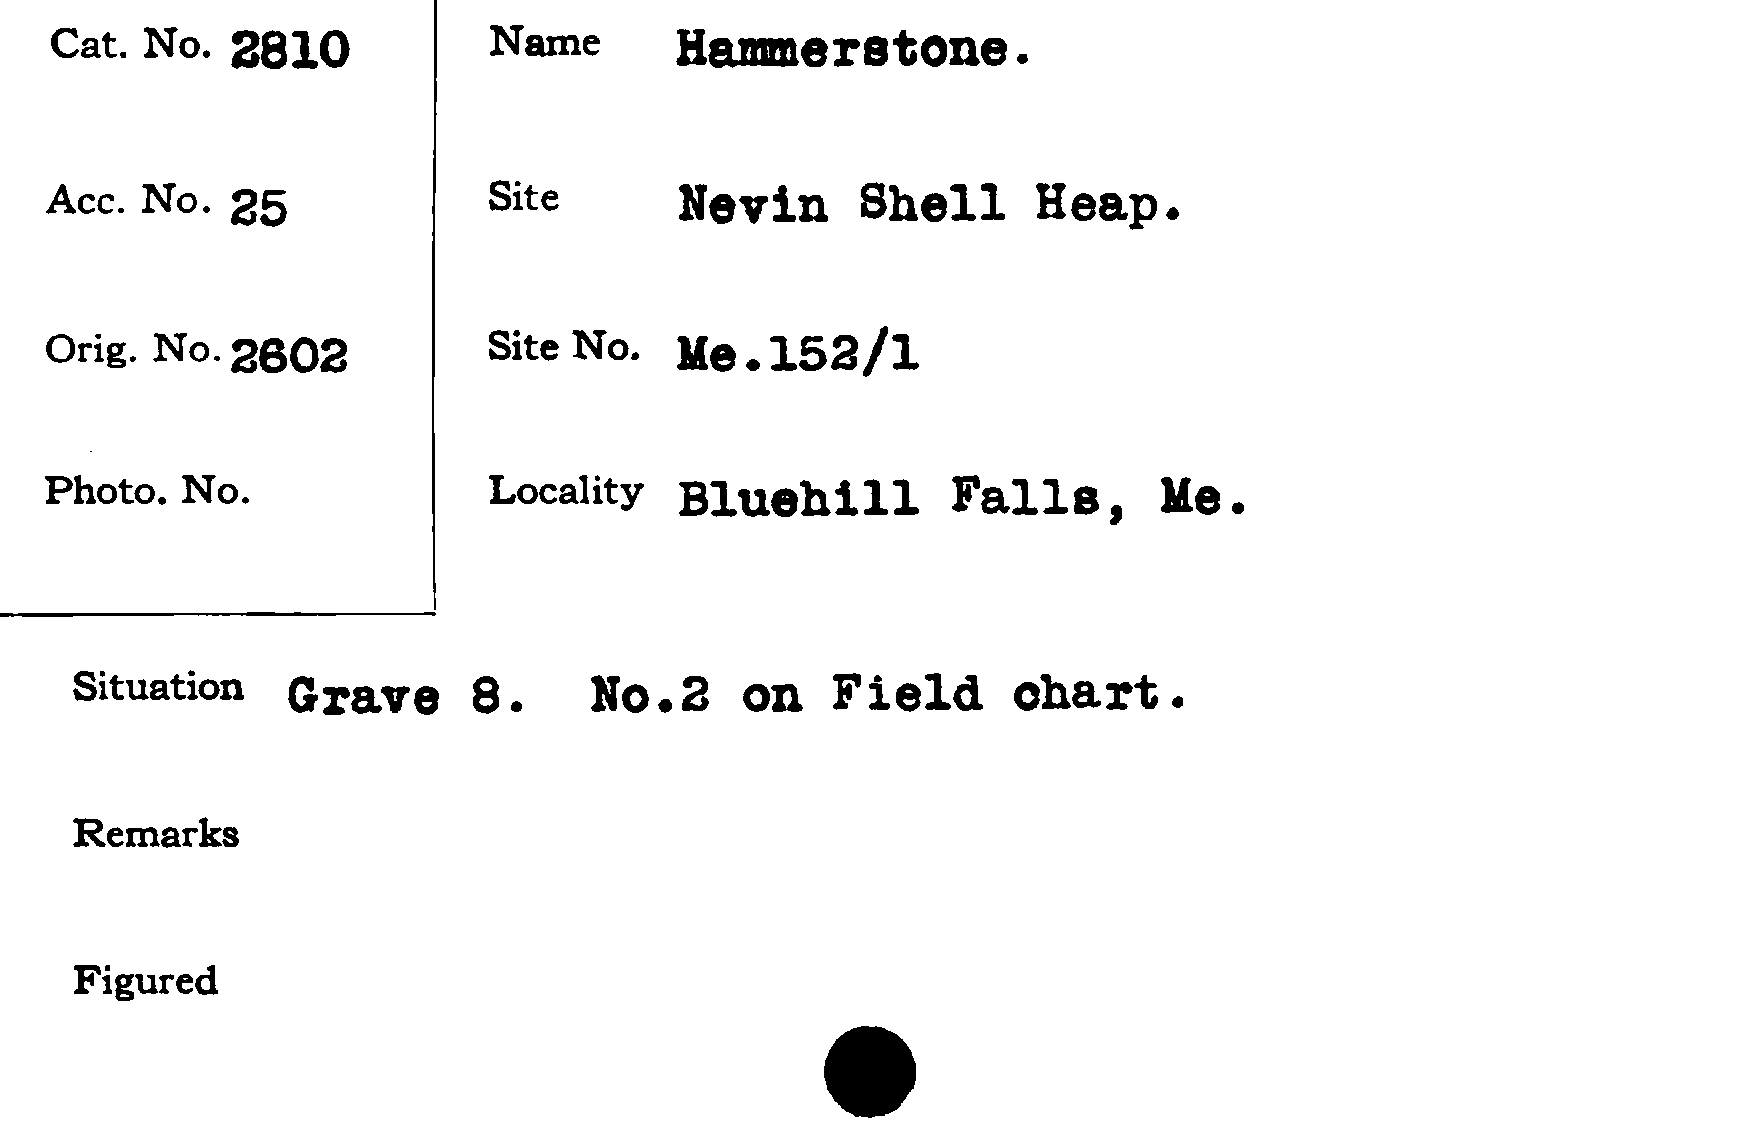 Cat. No. 2810
Name Hammerstone.
Acc. No. 25
Site Nevin Shell Heap.
Orig. No. 2602
Site No. Me.152/1
Photo. No.
Locality Bluehill Falls, Me.
Situation Grave 8. No.2 on Field chart.
Remarks
Figured